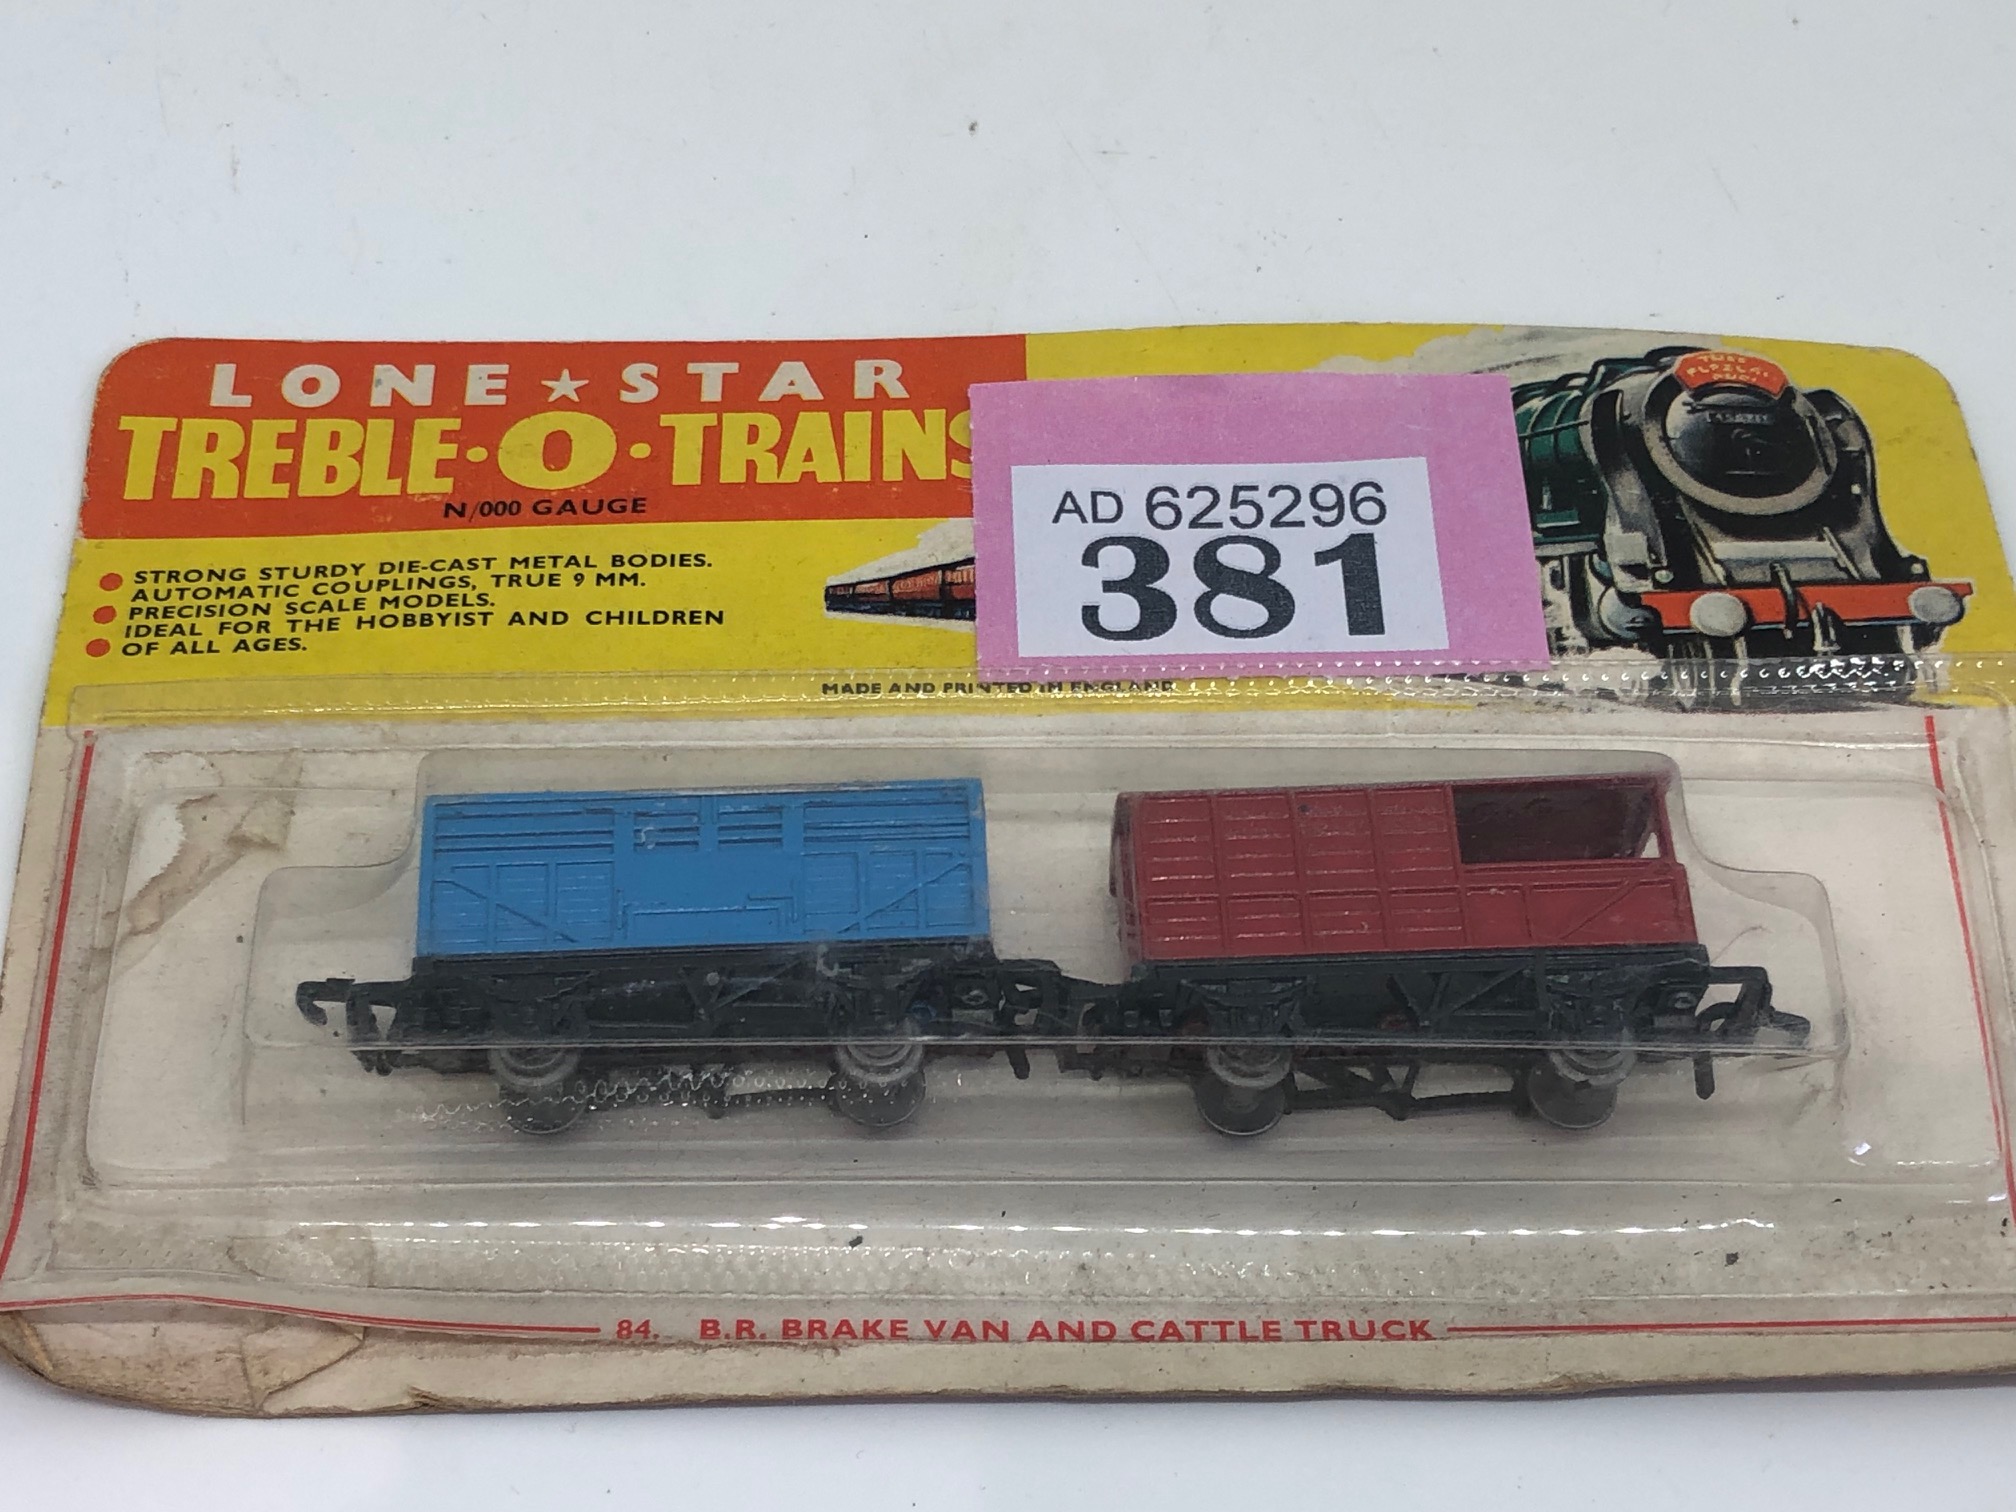 LONE★STAR
TREBLE·O·TRAINS
N/000 GAUGE
STRONG STURDY DIE-CAST METAL BODIES.
AUTOMATIC COUPLINGS, TRUE 9 MM.
PRECISION SCALE MODELS.
IDEAL FOR THE HOBBYIST AND CHILDREN
OF ALL AGES.
AD 625296
381
MADE AND PRINTED IN ENGLAND
84. B.R. BRAKE VAN AND CATTLE TRUCK